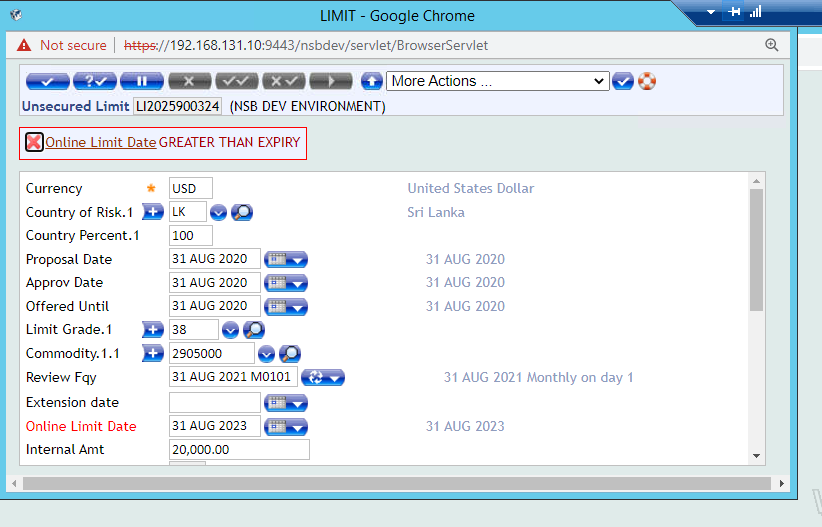 LIMIT - Google Chrome
Not secure https://192.168.131.10:9443/nsbdev/servlet/BrowserServlet
More Actions ...
Unsecured Limit LI2025900324 (NSB DEV ENVIRONMENT)
Online Limit Date GREATER THAN EXPIRY
Currency USD United States Dollar
Country of Risk.1 LK Sri Lanka
Country Percent.1 100
Proposal Date 31 AUG 2020 31 AUG 2020
Approv Date 31 AUG 2020 31 AUG 2020
Offered Until 31 AUG 2020 31 AUG 2020
Limit Grade.1 38
Commodity.1.1 2905000
Review Fqy 31 AUG 2021 M0101 31 AUG 2021 Monthly on day 1
Extension date
Online Limit Date 31 AUG 2023 31 AUG 2023
Internal Amt 20,000.00